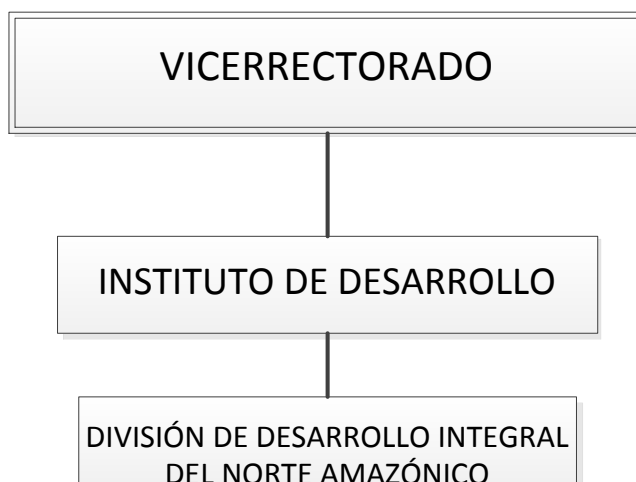 VICERRECTORADO
INSTITUTO DE DESARROLLO
DIVISIÓN DE DESARROLLO INTEGRAL
DEL NORTE AMAZÓNICO